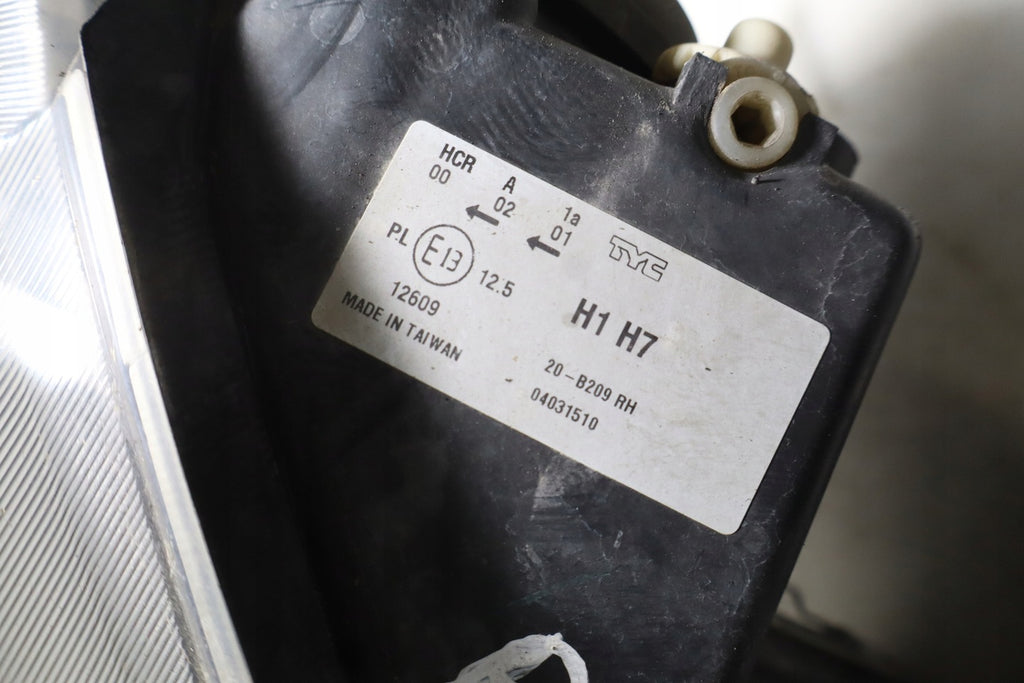 HCR A 1a
00 02 01
TYC
PL E13 12.5
12609
MADE IN TAIWAN
H1 H7
20-B209 RH
04031510